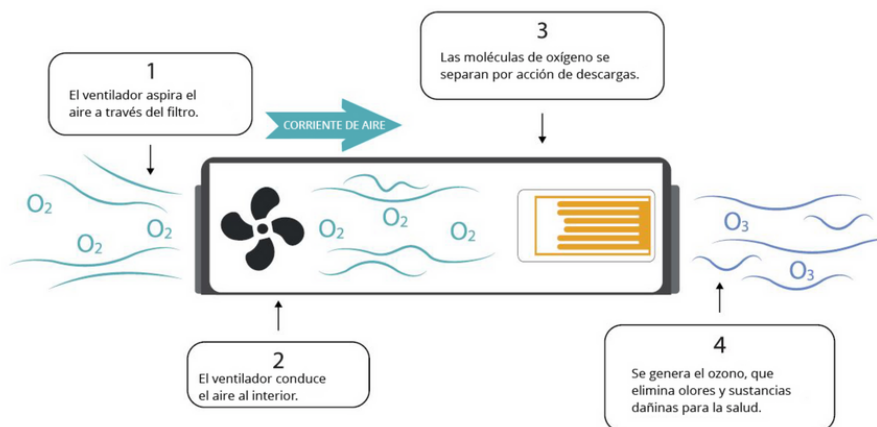 1
El ventilador aspira el
aire a través del filtro.
CORRIENTE DE AIRE
3
Las moléculas de oxígeno se
separan por acción de descargas.
O₂
O₂
O₂
O₂
O₂
O₂
O₃
O₃
2
El ventilador conduce
el aire al interior.
4
Se genera el ozono, que
elimina olores y sustancias
dañinas para la salud.